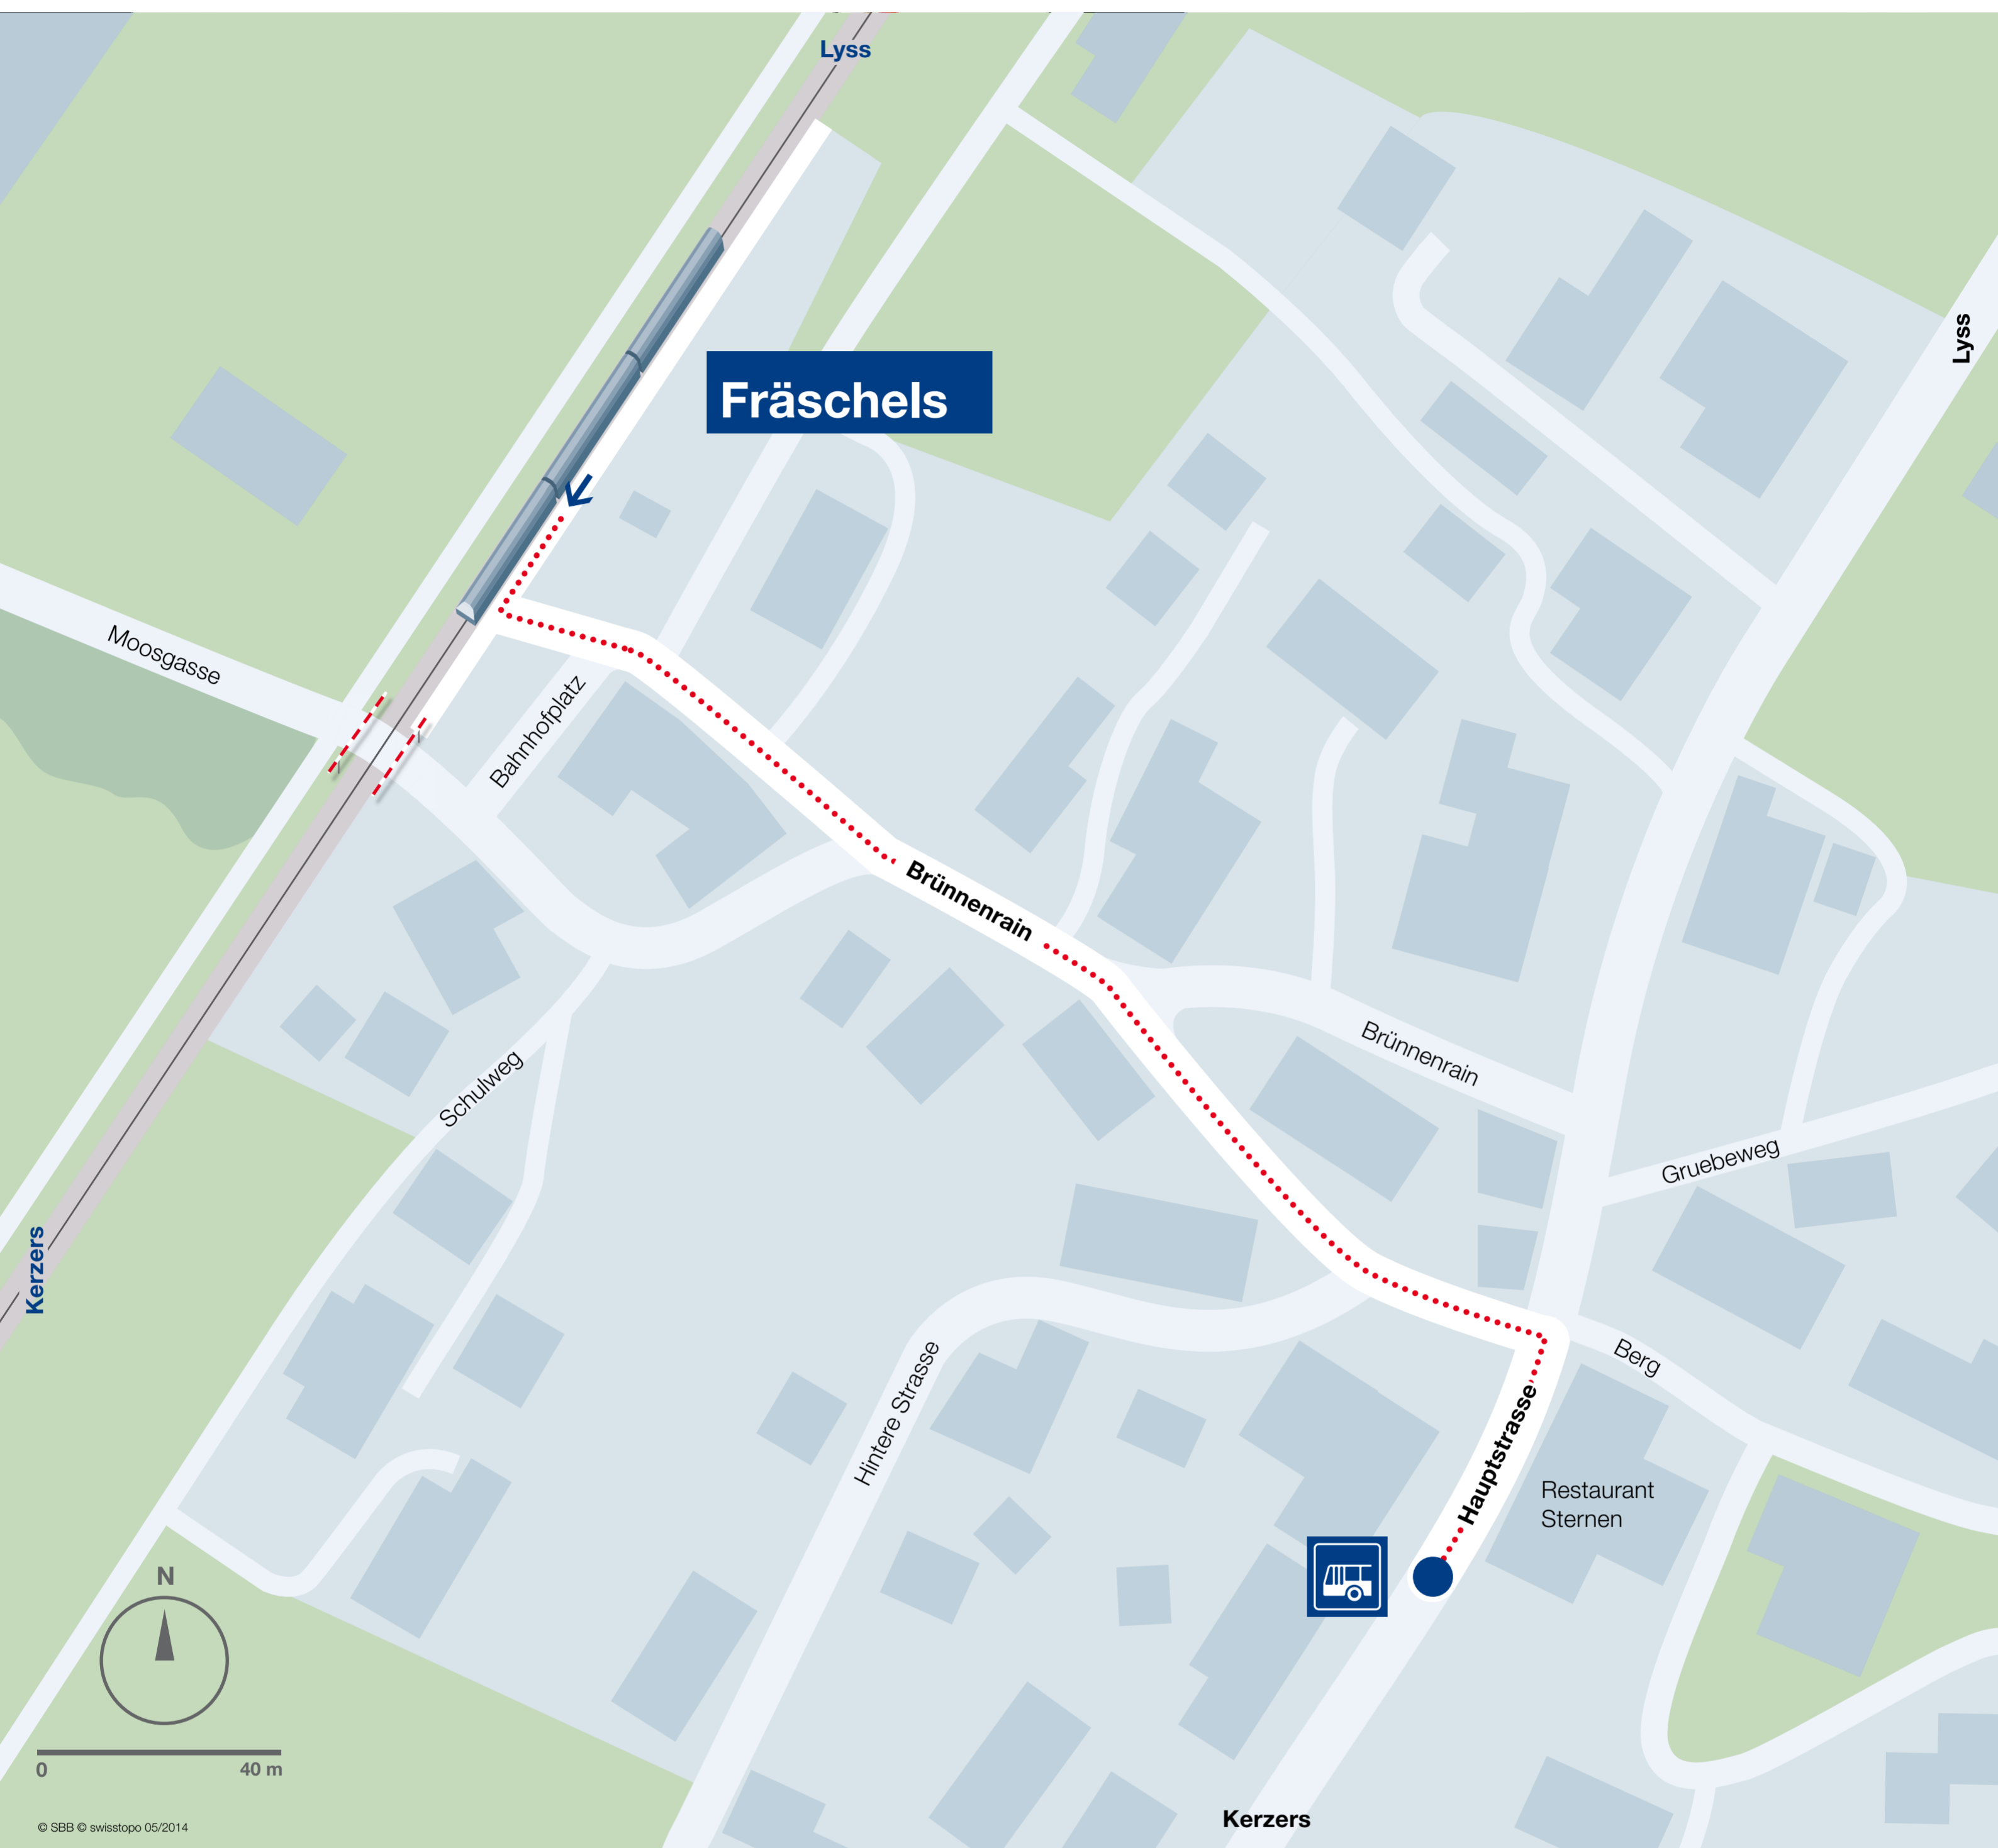 Lyss
Lyss
Fräschels
Moosgasse
Bahnhofplatz
Brünnenrain
Brünnenrain
Schulweg
Gruebeweg
Kerzers
Berg
Hintere Strasse
Hauptstrasse
Restaurant
Sternen
N
0 40 m
Kerzers
© SBB © swisstopo 05/2014